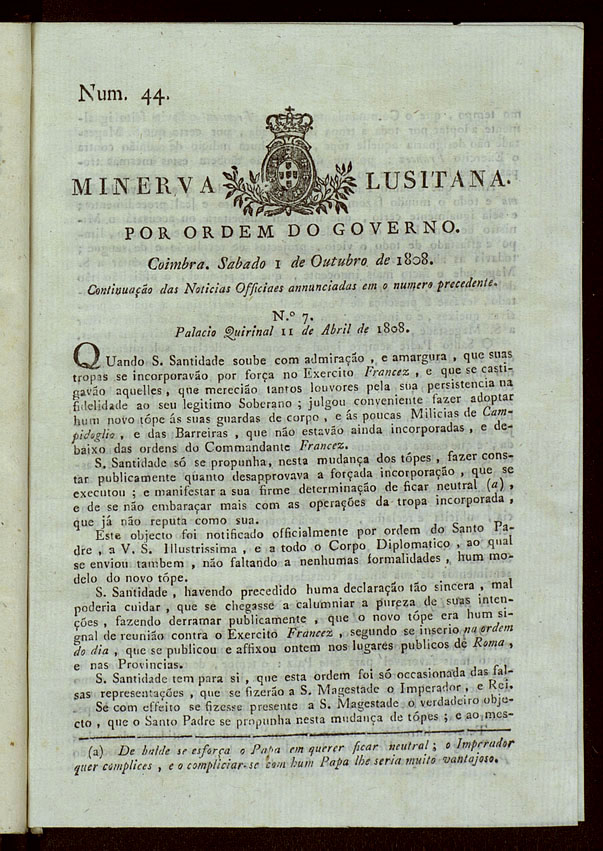 Num. 44.
MINERVA LUSITANA.
POR ORDEM DO GOVERNO.
Coimbra. Sabado 1 de Outubro de 1808.
Continuação das Noticias Officiaes annunciadas em o numero precedente.
N.º 7.
Palacio Quirinal 11 de Abril de 1808.
QUando S. Santidade soube com admiração , e amargura , que suas
tropas se incorporavão por força no Exercito Francez , e que se casti-
gavão aquelles, que merecião tantos louvores pela sua persistencia na
fidelidade ao seu legitimo Soberano ; julgou conveniente fazer adoptar
hum novo tópe ás suas guardas de corpo , e ás poucas Milicias de Cam-
pidoglio, e das Barreiras , que não estavão ainda incorporadas , e de-
baixo das ordens do Commandante Francez.
S. Santidade só se propunha, nesta mudança dos tópes , fazer cons-
tar publicamente quanto desapprovava a forçada incorporação , que se
executou ; e manifestar a sua firme determinação de ficar neutral (a) ,
e de se não embaraçar mais com as operações da tropa incorporada ,
que já não reputa como sua.
Este objecto foi notificado officialmente por ordem do Santo Pa-
dre , a V. S. Illustrissima , e a todo o Corpo Diplomatico , ao qual
se enviou tambem , não faltando a nenhumas formalidades , hum mo-
delo do novo tópe.
S. Santidade , havendo precedido huma declaração tão sincera , mal
poderia cuidar , que se chegasse a calumniar a pureza de suas inten-
ções , fazendo derramar publicamente , que o novo tópe era hum si-
gnal de reunião contra o Exercito Francez , segundo se inserio na ordem
do dia , que se publicou e affixou ontem nos lugares publicos de Roma ,
e nas Provincias.
S. Santidade tem para si , que esta ordem foi só occasionada das fal-
sas representações , que se fizerão a S. Magestade o Imperador , e Rei.
Se com effeito se fizesse presente a S. Magestade o verdadeiro obje-
cto , que o Santo Padre se propunha nesta mudança de tópes ; e ao mes-
(a) De balde se esforça o Papa em querer ficar neutral ; o Imperador
quer complices , e o compliciar-se com hum Papa lhe seria muito vantajoso.